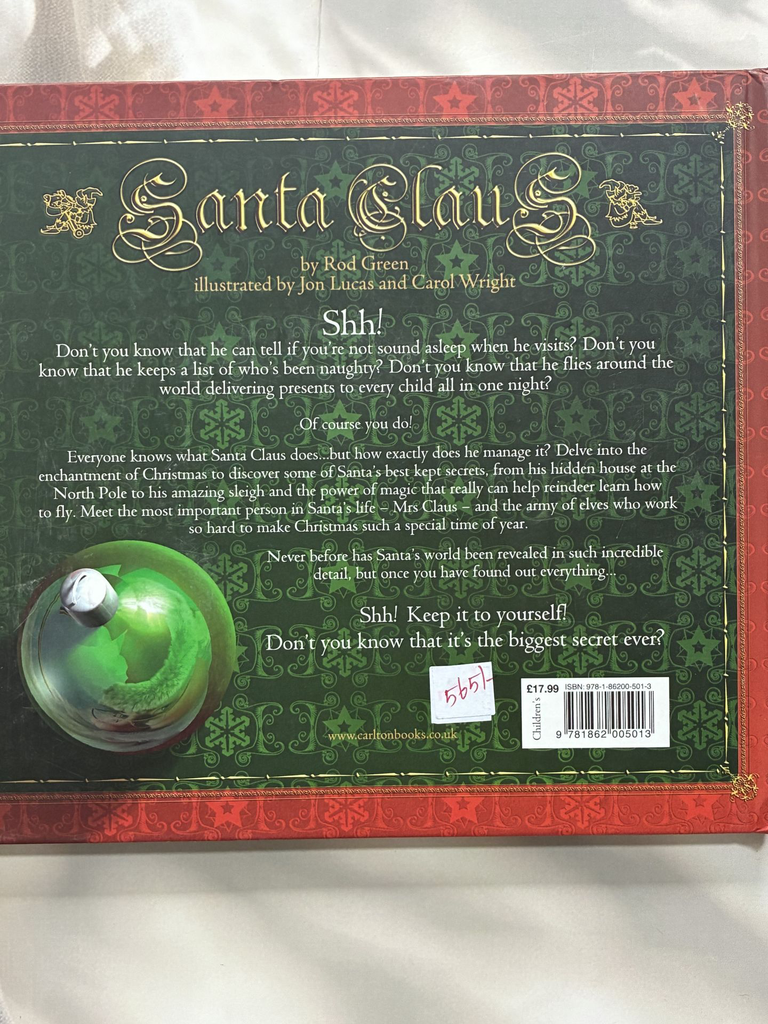 Santa Claus
by Rod Green
illustrated by Jon Lucas and Carol Wright
Shh!
Don't you know that he can tell if you're not sound asleep when he visits? Don't you
know that he keeps a list of who's been naughty? Don't you know that he flies around the
world delivering presents to every child all in one night?
Of course you do!
Everyone knows what Santa Claus does...but how exactly does he manage it? Delve into the
enchantment of Christmas to discover some of Santa's best kept secrets, from his hidden house at the
North Pole to his amazing sleigh and the power of magic that really can help reindeer learn how
to fly. Meet the most important person in Santa's life – Mrs Claus – and the army of elves who work
so hard to make Christmas such a special time of year.
Never before has Santa's world been revealed in such incredible
detail, but once you have found out everything...
Shh! Keep it to yourself!
Don't you know that it's the biggest secret ever?
565/-
www.carltonbooks.co.uk
Children's
£17.99 ISBN: 978-1-86200-501-3
9 781862 005013